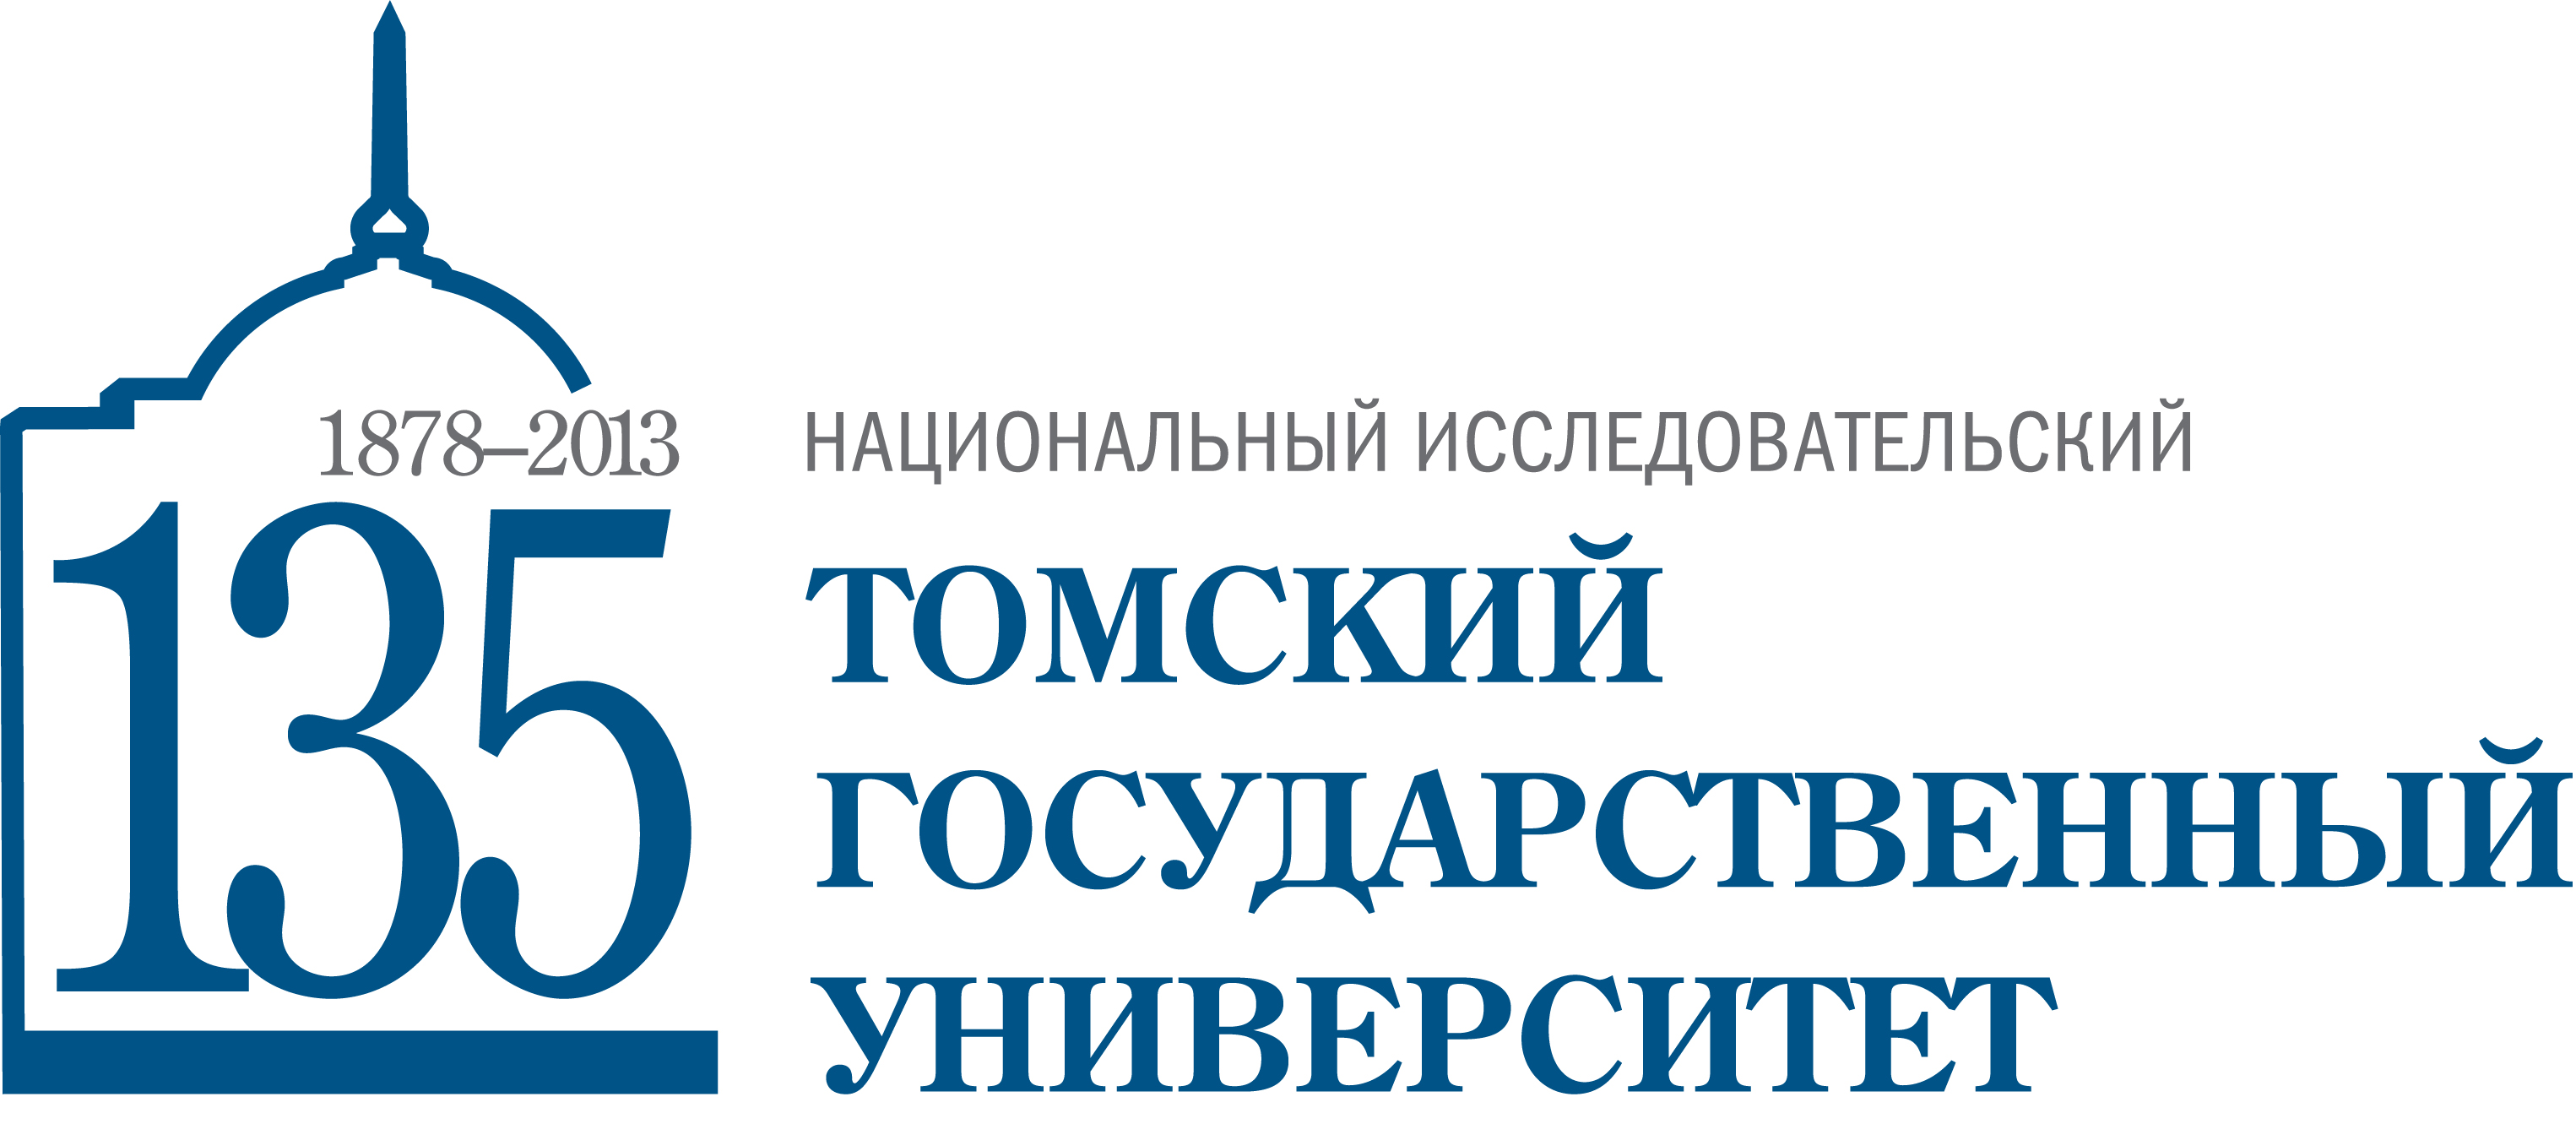 1878–2013
135
НАЦИОНАЛЬНЫЙ ИССЛЕДОВАТЕЛЬСКИЙ
ТОМСКИЙ
ГОСУДАРСТВЕННЫЙ
УНИВЕРСИТЕТ